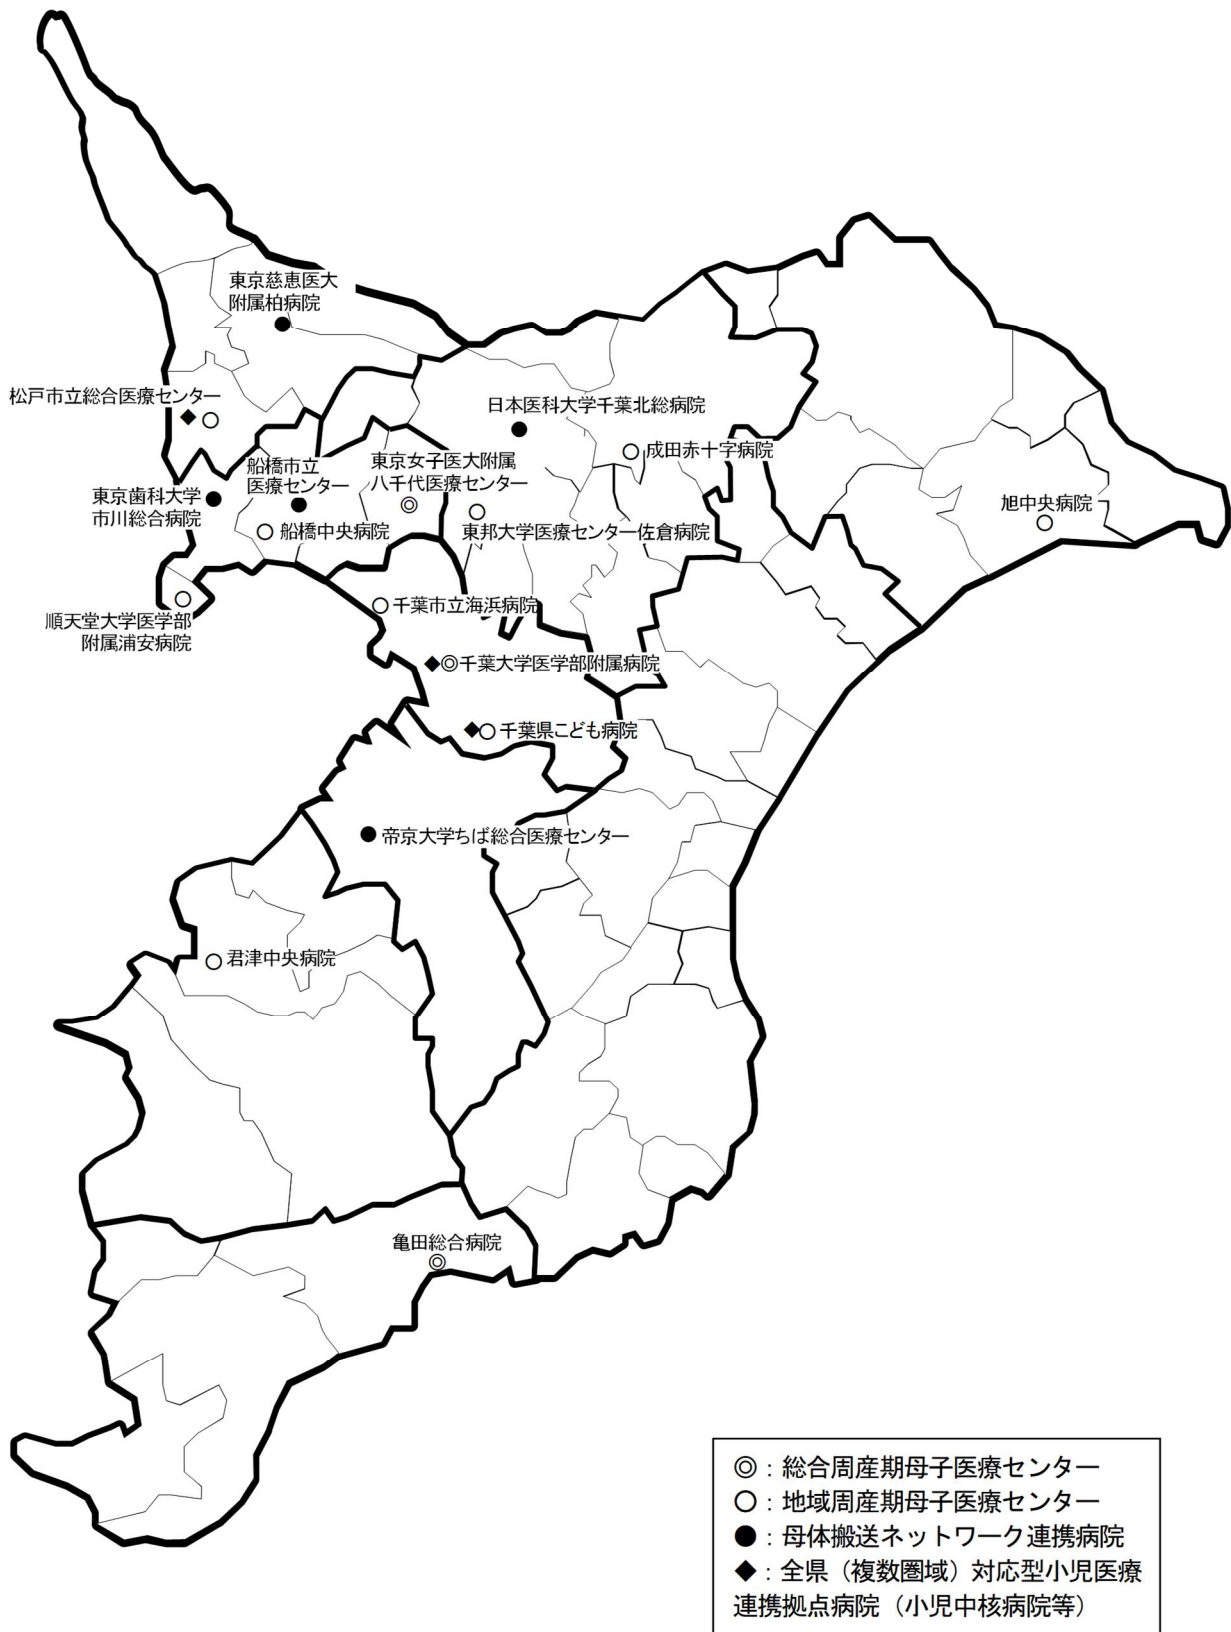 東京慈恵医大
附属柏病院
●
松戸市立総合医療センター
◆ ○
日本医科大学千葉北総病院
●
○ 成田赤十字病院
船橋市立
医療センター
●
東京女子医大附属
八千代医療センター
◎
東京歯科大学
市川総合病院
●
○ 船橋中央病院
○
東邦大学医療センター佐倉病院
旭中央病院
○
○
順天堂大学医学部
附属浦安病院
○ 千葉市立海浜病院
◆◎千葉大学医学部附属病院
◆○ 千葉県こども病院
● 帝京大学ちば総合医療センター
○ 君津中央病院
亀田総合病院
◎
◎：総合周産期母子医療センター
○：地域周産期母子医療センター
●：母体搬送ネットワーク連携病院
◆：全県（複数圏域）対応型小児医療
連携拠点病院（小児中核病院等）